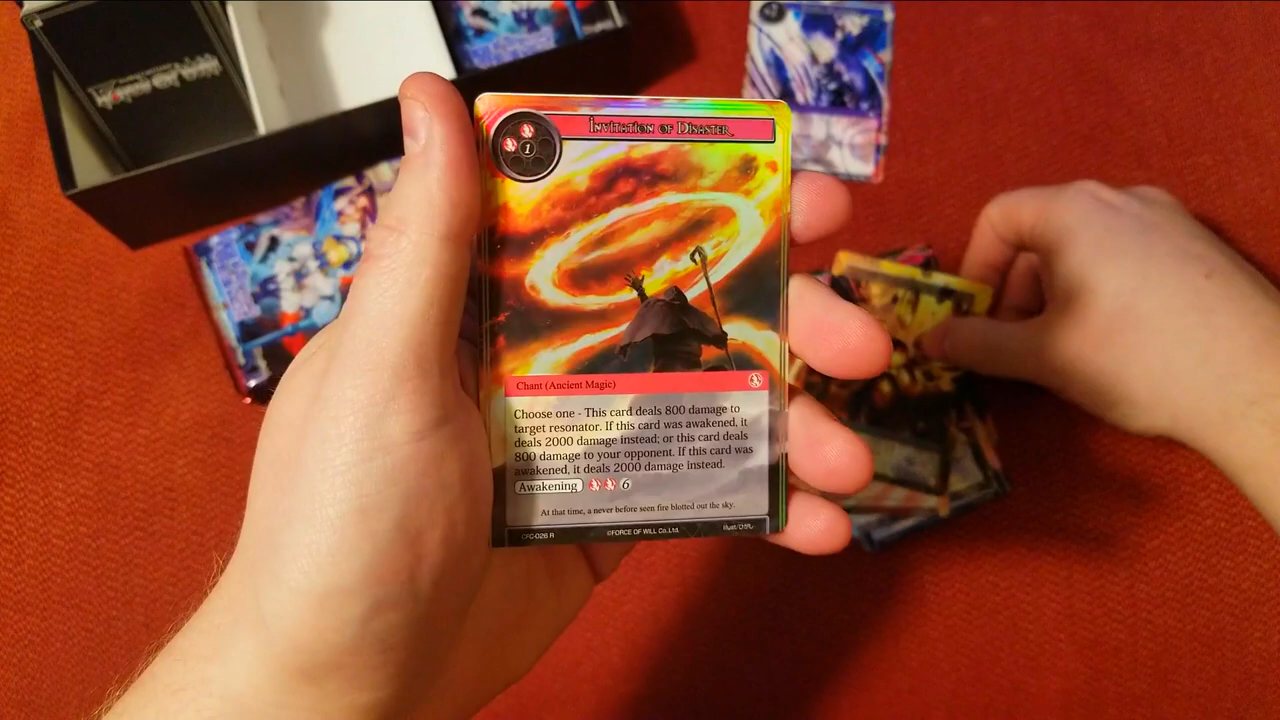 Invitation of Disaster
1
Chant (Ancient Magic)
Choose one - This card deals 800 damage to
target resonator. If this card was awakened, it
deals 2000 damage instead; or this card deals
800 damage to your opponent. If this card was
awakened, it deals 2000 damage instead.
Awakening 6
At that time, a never before seen fire blotted out the sky.
CFC-026 R ©FORCE OF WILL Co.,Ltd.